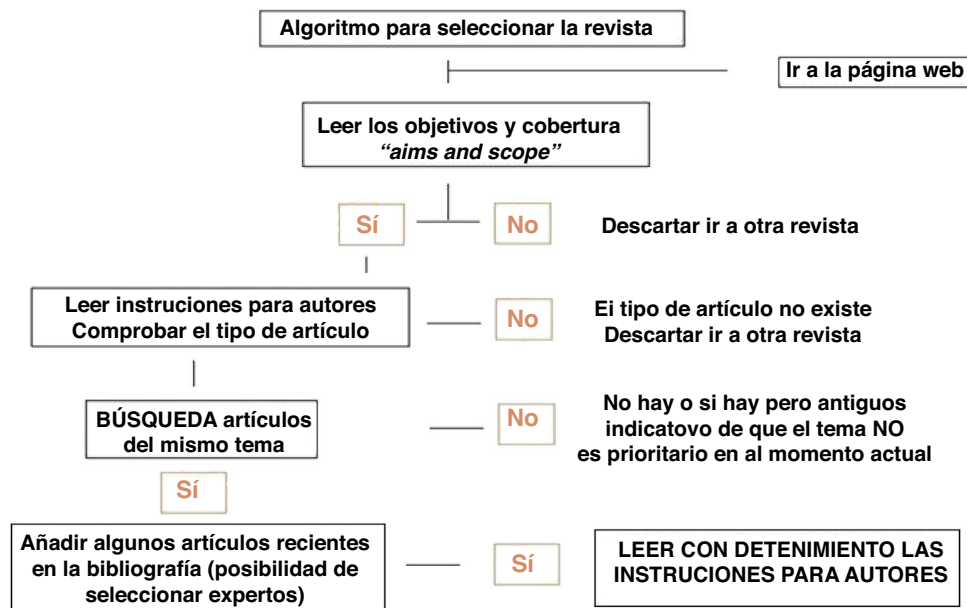 Algoritmo para seleccionar la revista
Ir a la página web
Leer los objetivos y cobertura
“aims and scope”
Sí
No
Descartar ir a otra revista
Leer instruciones para autores
Comprobar el tipo de artículo
No
Ei tipo de artículo no existe
Descartar ir a otra revista
BÚSQUEDA artículos
del mismo tema
No
No hay o si hay pero antiguos
indicatovo de que el tema NO
es prioritario en al momento actual
Sí
Añadir algunos artículos recientes
en la bibliografía (posibilidad de
seleccionar expertos)
Sí
LEER CON DETENIMIENTO LAS
INSTRUCIONES PARA AUTORES